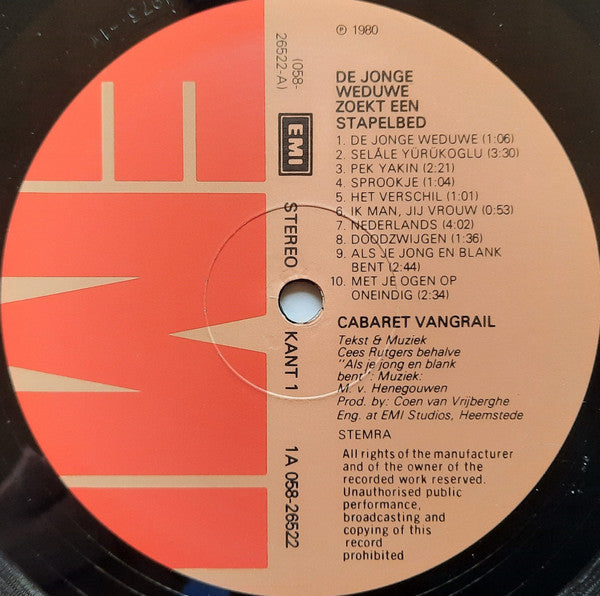 ℗ 1980
DE JONGE
WEDUWE
ZOEKT EEN
STAPELBED
1. DE JONGE WEDUWE (1:06)
2. SELÂLE YÜRÜKOGLU (3:30)
3. PEK YAKIN (2:21)
4. SPROOKJE (1:04)
5. HET VERSCHIL (1:01)
6. IK MAN, JIJ VROUW (0:53)
7. NEDERLANDS (4:02)
8. DOODZWIJGEN (1:36)
9. ALS JE JONG EN BLANK
BENT (2:44)
10. MET JE OGEN OP
ONEINDIG (2:34)
CABARET VANGRAIL
Tekst & Muziek
Cees Rutgers behalve
"Als je jong en blank
bent": Muziek:
M. v. Henegouwen
Prod. by: Coen van Vrijberghe
Eng. at EMI Studios, Heemstede
STEMRA
All rights of the manufacturer
and of the owner of the
recorded work reserved.
Unauthorised public
performance,
broadcasting and
copying of this
record
prohibited
(058-
26522-A)
EMI
STEREO KANT 1
1A 058-26522